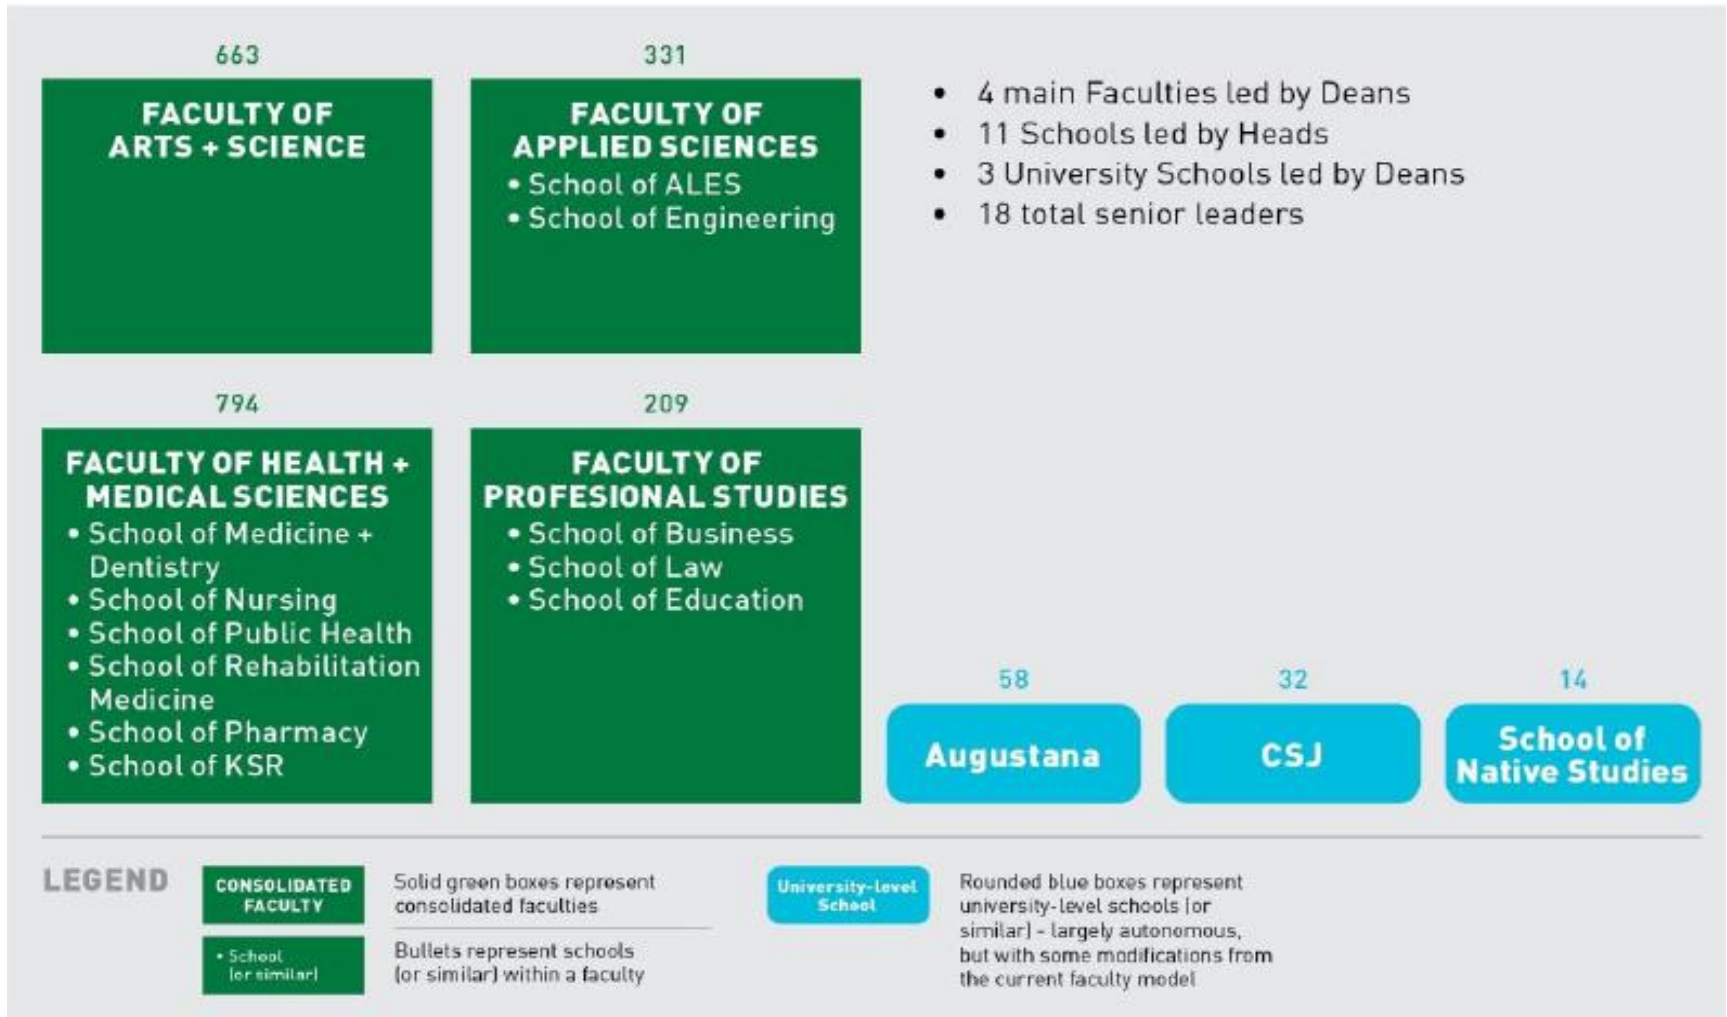 663
FACULTY OF
ARTS + SCIENCE
331
FACULTY OF
APPLIED SCIENCES
• School of ALES
• School of Engineering
• 4 main Faculties led by Deans
• 11 Schools led by Heads
• 3 University Schools led by Deans
• 18 total senior leaders
794
FACULTY OF HEALTH +
MEDICAL SCIENCES
• School of Medicine +
Dentistry
• School of Nursing
• School of Public Health
• School of Rehabilitation
Medicine
• School of Pharmacy
• School of KSR
209
FACULTY OF
PROFESIONAL STUDIES
• School of Business
• School of Law
• School of Education
58
Augustana
32
CSJ
14
School of
Native Studies
LEGEND
CONSOLIDATED
FACULTY
Solid green boxes represent
consolidated faculties
• School
(or similar)
Bullets represent schools
(or similar) within a faculty
University-level
School
Rounded blue boxes represent
university-level schools (or
similar) - largely autonomous,
but with some modifications from
the current faculty model